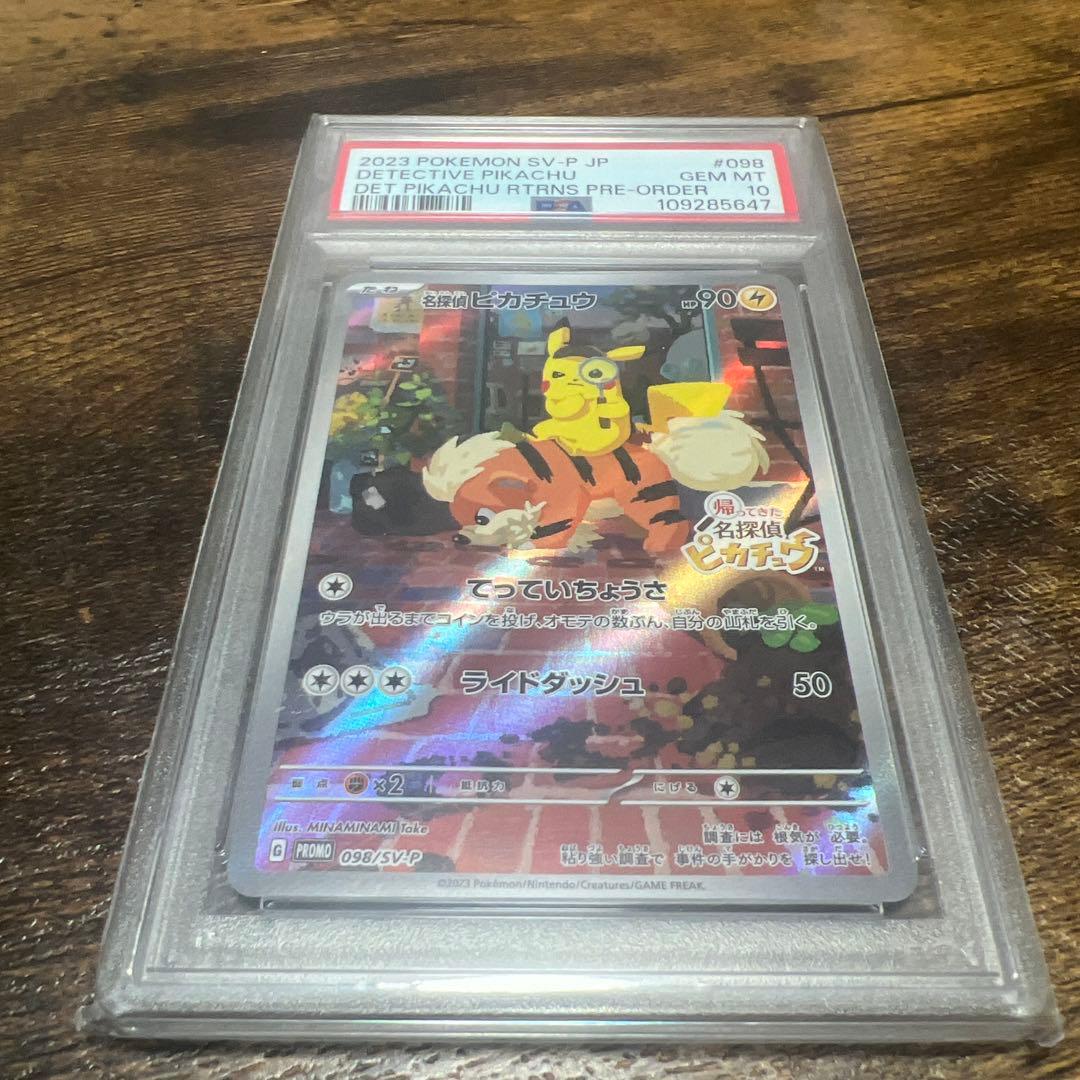 2023 POKEMON SV-P JP #098
DETECTIVE PIKACHU GEM MT
DET PIKACHU RTRNS PRE-ORDER 10
109285647
たね
名探偵ピカチュウ HP90
帰ってきた
名探偵
ピカチュウ™
てっていちょうさ
ウラが出るまでコインを投げ、オモテの数ぶん、自分の山札を引く。
ライドダッシュ 50
弱点 ×2 抵抗力 にげる
illus. MINAMINAMI Take
G PROMO 098/SV-P
調査には 根気が 必要。
粘り強い調査で 事件の手がかりを 探し出せ!
©2023 Pokémon/Nintendo/Creatures/GAME FREAK.